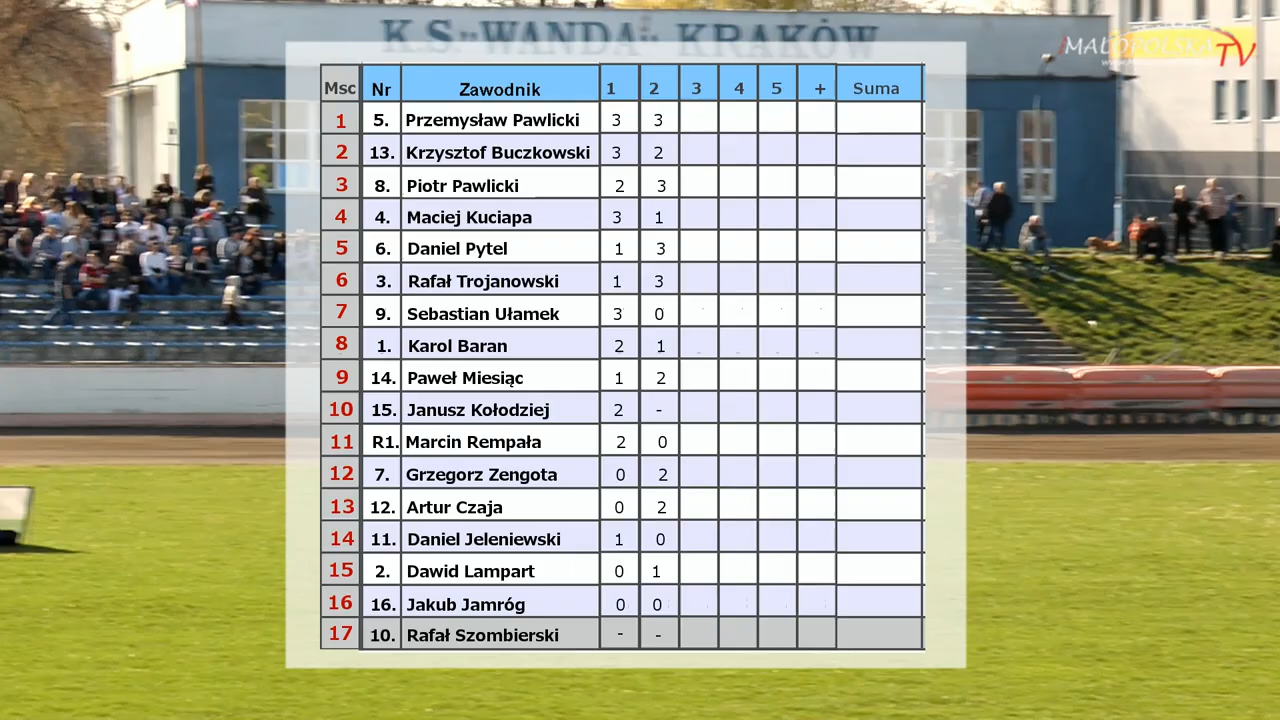 K.S. "WANDA" KRAKÓW
MAŁOPOLSKA TV
Msc Nr Zawodnik 1 2 3 4 5 + Suma
1 5. Przemysław Pawlicki 3 3
2 13. Krzysztof Buczkowski 3 2
3 8. Piotr Pawlicki 2 3
4 4. Maciej Kuciapa 3 1
5 6. Daniel Pytel 1 3
6 3. Rafał Trojanowski 1 3
7 9. Sebastian Ułamek 3 0
8 1. Karol Baran 2 1
9 14. Paweł Miesiąc 1 2
10 15. Janusz Kołodziej 2 -
11 R1. Marcin Rempała 2 0
12 7. Grzegorz Zengota 0 2
13 12. Artur Czaja 0 2
14 11. Daniel Jeleniewski 1 0
15 2. Dawid Lampart 0 1
16 16. Jakub Jamróg 0 0
17 10. Rafał Szombierski - -